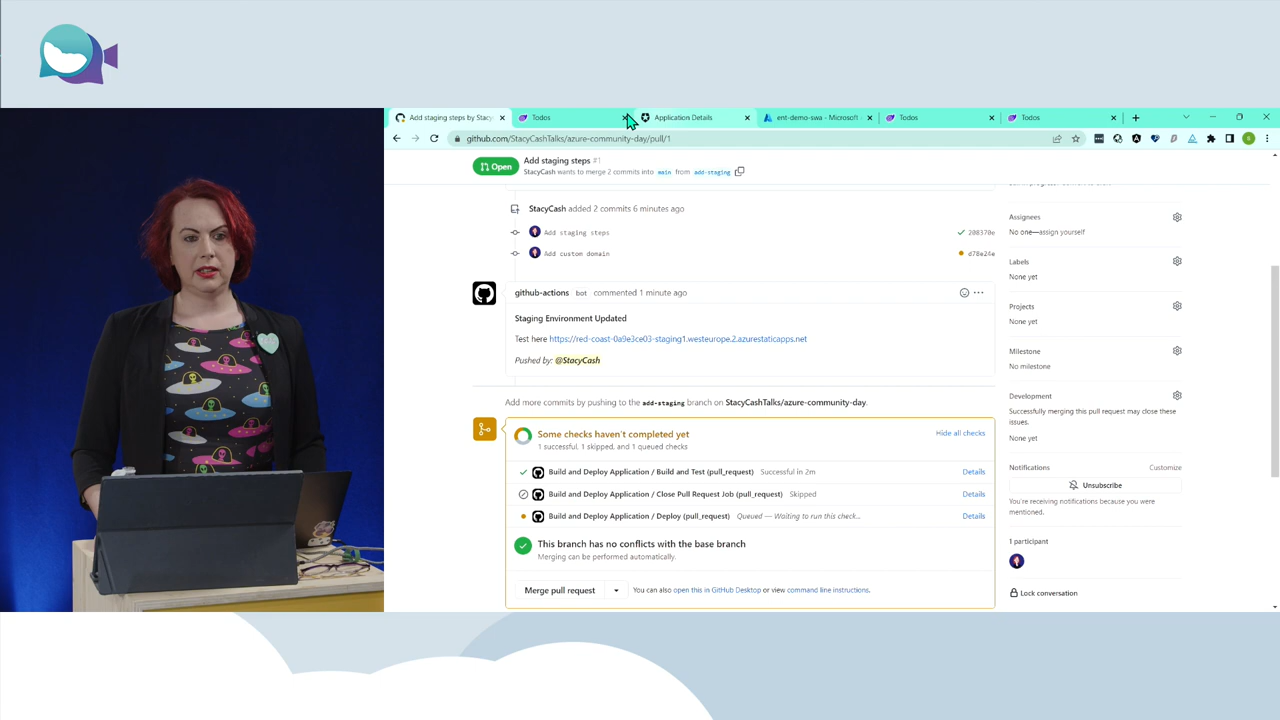 Add staging steps by StacyCas
Todos
Application Details
ent-demo-swa - Microsoft
Todos
Todos
github.com/StacyCashTalks/azure-community-day/pull/1
Open
Add staging steps #1
StacyCash wants to merge 2 commits into main from add-staging
StacyCash added 2 commits 6 minutes ago
Add staging steps
208370e
Add custom domain
d78e24e
github-actions bot commented 1 minute ago
Staging Environment Updated
Test here https://red-coast-0a9e3ce03-staging1.westeurope.2.azurestaticapps.net
Pushed by: @StacyCash
Add more commits by pushing to the add-staging branch on StacyCashTalks/azure-community-day.
Some checks haven't completed yet
Hide all checks
1 successful, 1 skipped, and 1 queued checks
Build and Deploy Application / Build and Test (pull_request) Successful in 2m
Details
Build and Deploy Application / Close Pull Request Job (pull_request) Skipped
Details
Build and Deploy Application / Deploy (pull_request) Queued — Waiting to run this check...
Details
This branch has no conflicts with the base branch
Merging can be performed automatically.
Merge pull request
You can also open this in GitHub Desktop or view command line instructions.
Assignees
No one—assign yourself
Labels
None yet
Projects
None yet
Milestone
No milestone
Development
Successfully merging this pull request may close these
issues.
None yet
Notifications
Customize
Unsubscribe
You're receiving notifications because you were
mentioned.
1 participant
Lock conversation